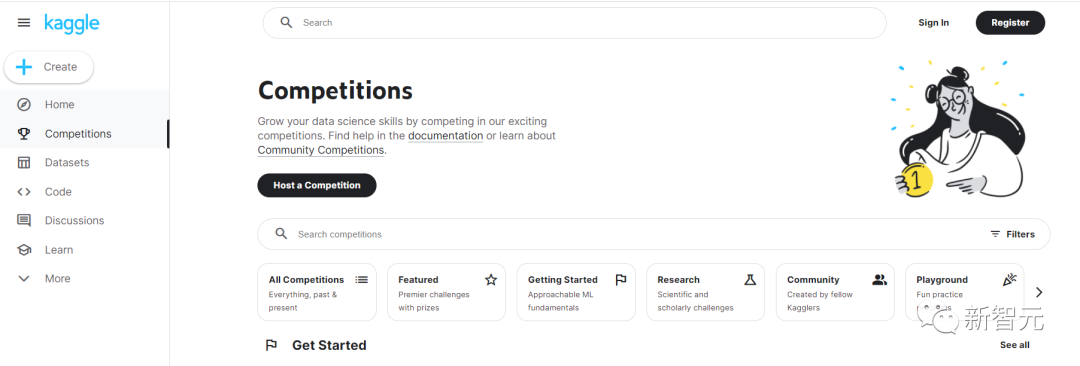 kaggle
Search
Sign In
Register
Create
Home
Competitions
Datasets
Code
Discussions
Learn
More
Competitions
Grow your data science skills by competing in our exciting
competitions. Find help in the documentation or learn about
Community Competitions.
Host a Competition
1
Search competitions
Filters
All Competitions
Everything, past &
present
Featured
Premier challenges
with prizes
Getting Started
Approachable ML
fundamentals
Research
Scientific and
scholarly challenges
Community
Created by fellow
Kagglers
Playground
Fun practice
新智元
Get Started
See all